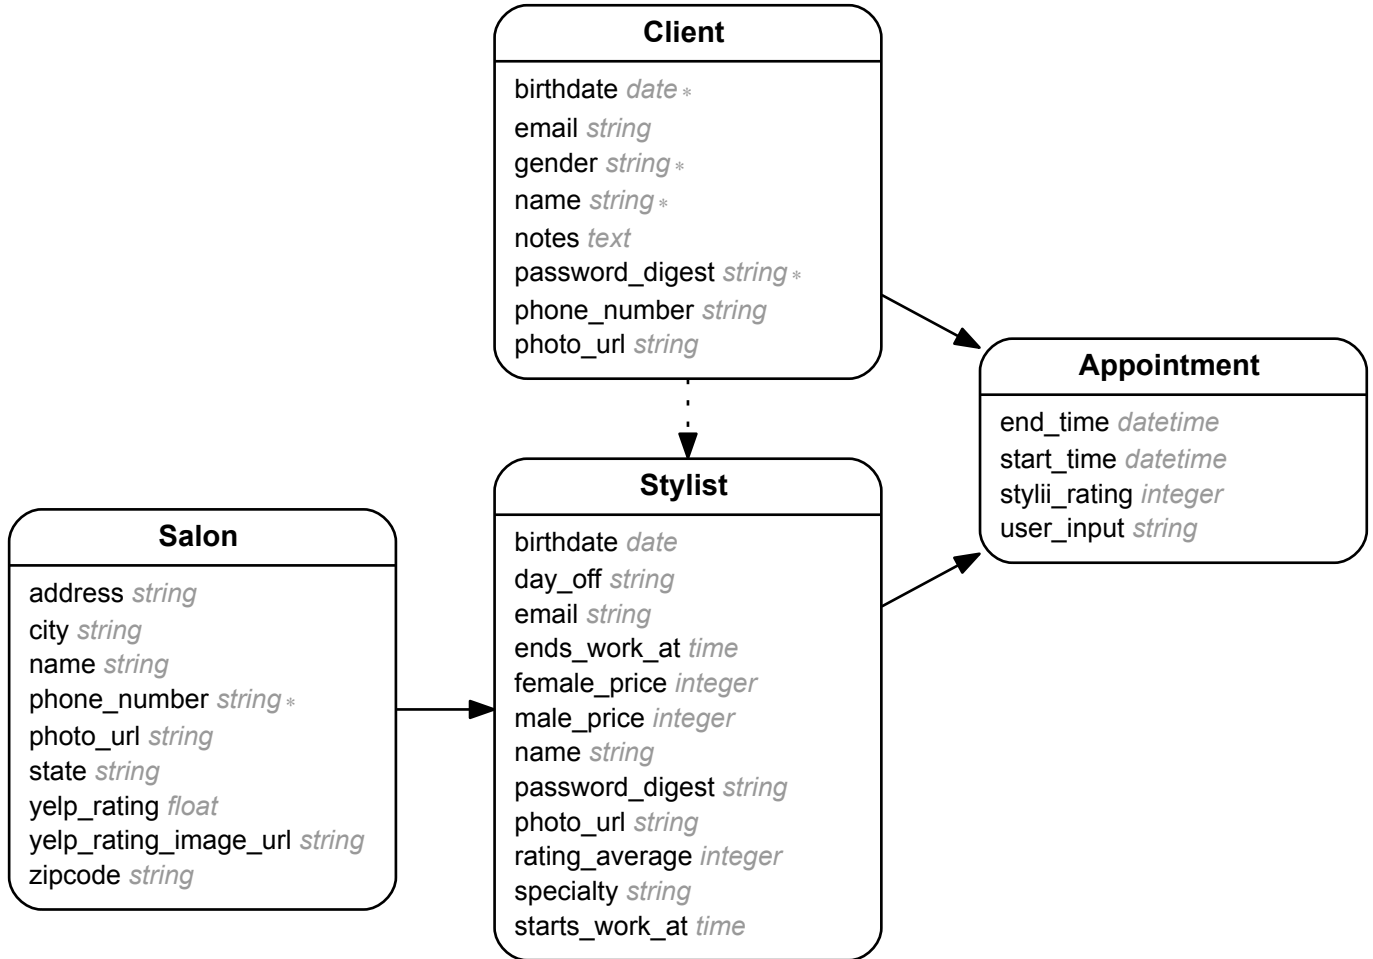 Client
birthdate date *
email string
gender string *
name string *
notes text
password_digest string *
phone_number string
photo_url string
Appointment
end_time datetime
start_time datetime
stylii_rating integer
user_input string
Stylist
birthdate date
day_off string
email string
ends_work_at time
female_price integer
male_price integer
name string
password_digest string
photo_url string
rating_average integer
specialty string
starts_work_at time
Salon
address string
city string
name string
phone_number string *
photo_url string
state string
yelp_rating float
yelp_rating_image_url string
zipcode string